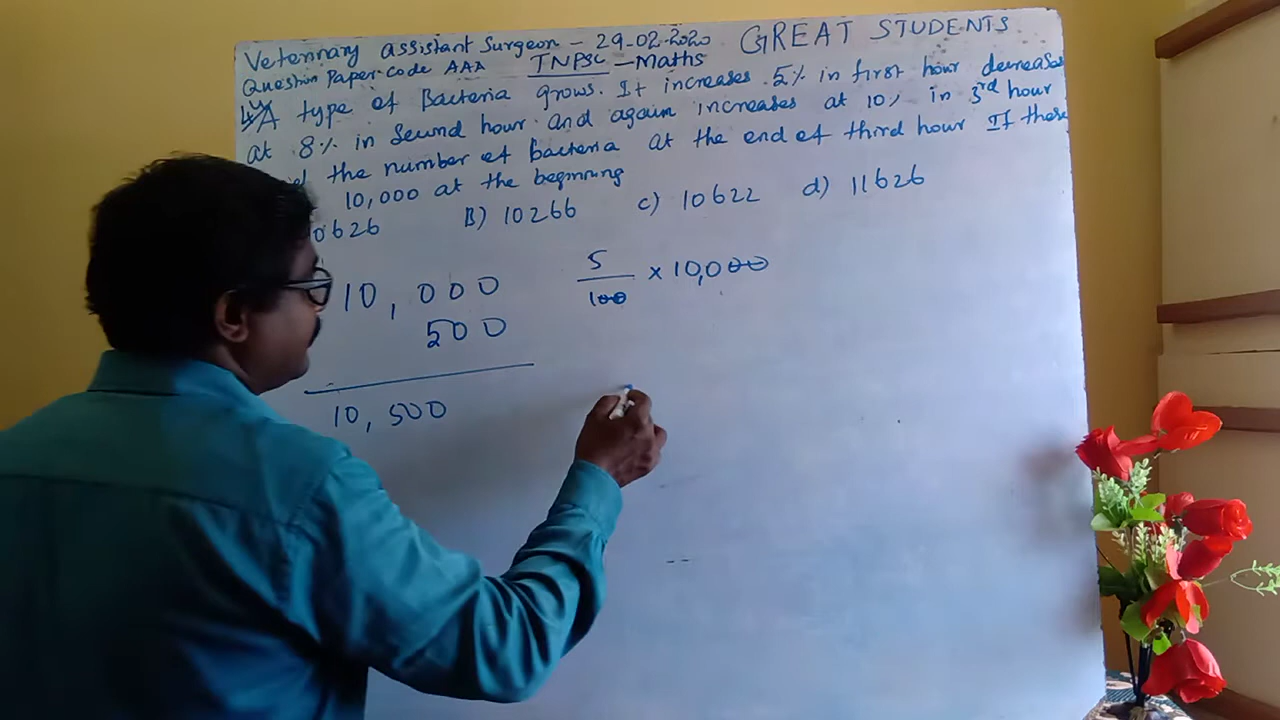 Veterinary assistant Surgeon - 29-02-2020 GREAT STUDENTS
Question Paper-code AAA TNPSC - Maths
A type of Bacteria grows. It increases 5% in first hour decreases
at 8% in second hour and again increases at 10% in 3rd hour
the number of bacteria at the end of third hour If there
10,000 at the beginning
0626 B) 10266 c) 10622 d) 11626
10,000 5/100 × 10,000
500
10,500